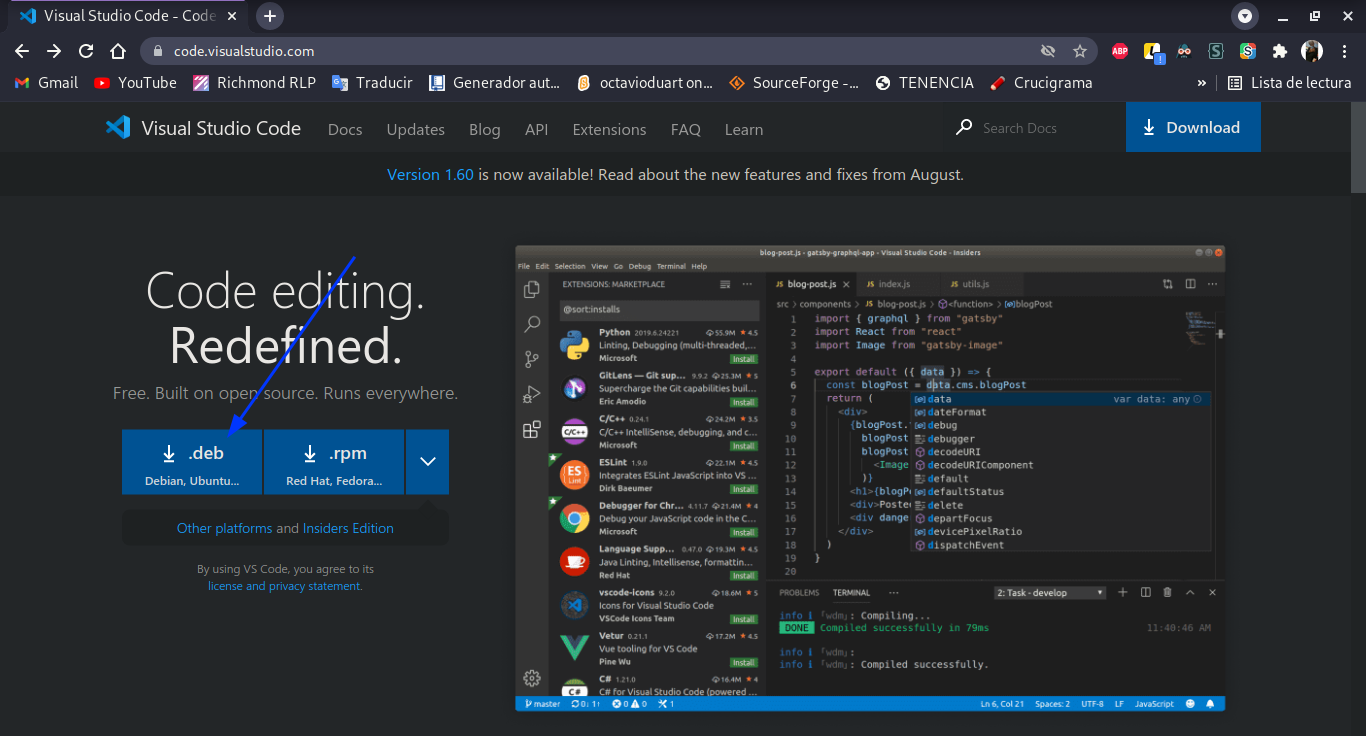 Visual Studio Code - Code
code.visualstudio.com
ABP
Gmail YouTube Richmond RLP Traducir Generador aut... octavioduart on... SourceForge -... TENENCIA Crucigrama » Lista de lectura
Visual Studio Code Docs Updates Blog API Extensions FAQ Learn Search Docs Download
Version 1.60 is now available! Read about the new features and fixes from August.
Code editing.
Redefined.
Free. Built on open source. Runs everywhere.
.deb
Debian, Ubuntu...
.rpm
Red Hat, Fedora...
Other platforms and Insiders Edition
By using VS Code, you agree to its
license and privacy statement.
blog-post.js - gatsby-graphql-app - Visual Studio Code - Insiders
File Edit Selection View Go Debug Terminal Help
EXTENSIONS: MARKETPLACE
@sort:installs
Python 2019.6.24221 55.9M 4.5
Linting, Debugging (multi-threaded,...
Microsoft Install
GitLens — Git sup... 9.9.2 25.3M 5
Supercharge the Git capabilities buil...
Eric Amodio Install
C/C++ 0.24.1 24.2M 3.5
C/C++ IntelliSense, debugging, and c...
Microsoft Install
ESLint 1.9.0 22.1M 4.5
Integrates ESLint JavaScript into VS ...
Dirk Baeumer Install
Debugger for Chr... 4.11.7 21.4M 4
Debug your JavaScript code in the C...
Microsoft Install
Language Supp... 0.47.0 19.3M 4.5
Java Linting, Intellisense, formattin...
Red Hat Install
vscode-icons 9.2.0 18.6M 5
Icons for Visual Studio Code
VSCode Icons Team Install
Vetur 0.21.1 17.2M 4.5
Vue tooling for VS Code
Pine Wu Install
C# 1.21.0 16.4M 4
C# for Visual Studio Code (powered ...
JS blog-post.js JS index.js JS utils.js
src > components > JS blog-post.js > <function> > blogPost
1 import { graphql } from "gatsby"
2 import React from "react"
3 import Image from "gatsby-image"
4
5 export default ({ data }) => {
6 const blogPost = data.cms.blogPost
7 return (
8 <div>
9 {blogPost.
10 blogPost
11 blogPost
12 <Image
13 )}
14 <h1>{blogP
15 <div>Poste
16 <div dange
17 </div>
18 )
19 }
20
data var data: any
dateFormat
debug
debugger
decodeURI
decodeURIComponent
default
defaultStatus
delete
departFocus
devicePixelRatio
dispatchEvent
PROBLEMS TERMINAL ... 2: Task - develop
info i ｢wdm｣: Compiling...
DONE Compiled successfully in 79ms 11:40:46 AM
info i ｢wdm｣:
info i ｢wdm｣: Compiled successfully.
master 0↓ 1↑ 0 0 1 Ln 6, Col 21 Spaces: 2 UTF-8 LF JavaScript